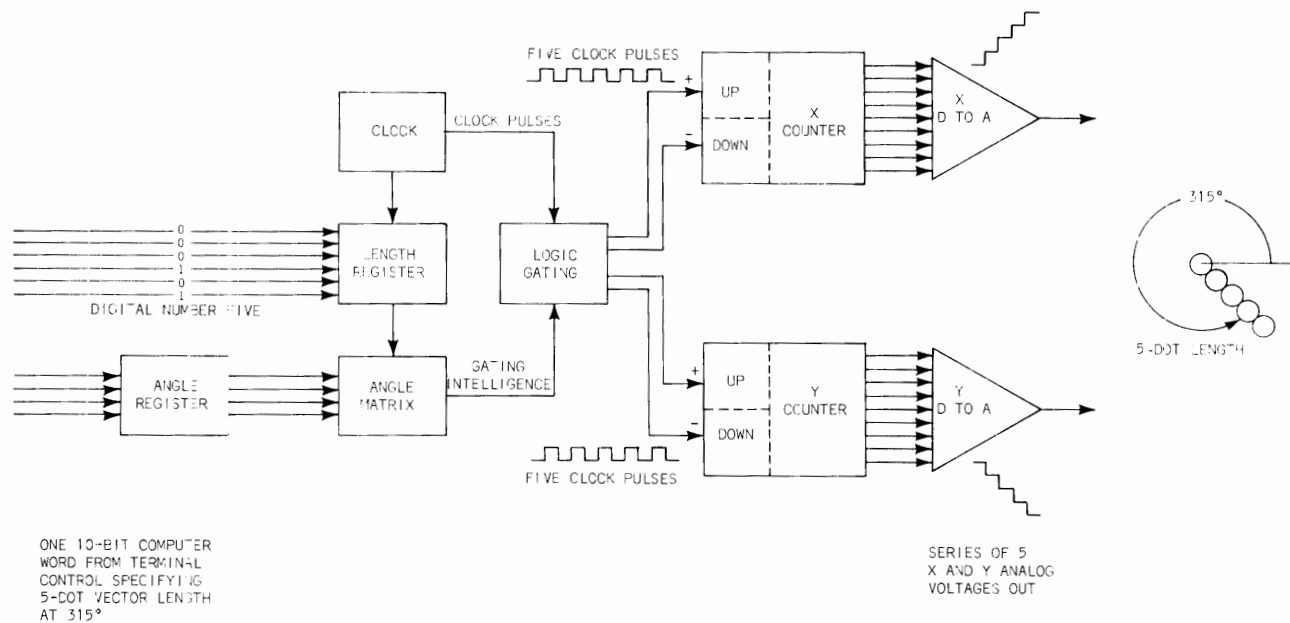 FIVE CLOCK PULSES
+
UP
X
COUNTER
-
DOWN
X
D TO A
CLOCK
CLOCK PULSES
0
0
0
1
0
1
DIGITAL NUMBER FIVE
LENGTH
REGISTER
LOGIC
GATING
315°
5-DOT LENGTH
ANGLE
REGISTER
ANGLE
MATRIX
GATING
INTELLIGENCE
+
UP
Y
COUNTER
-
DOWN
Y
D TO A
FIVE CLOCK PULSES
ONE 10-BIT COMPUTER
WORD FROM TERMINAL
CONTROL SPECIFYING
5-DOT VECTOR LENGTH
AT 315°
SERIES OF 5
X AND Y ANALOG
VOLTAGES OUT